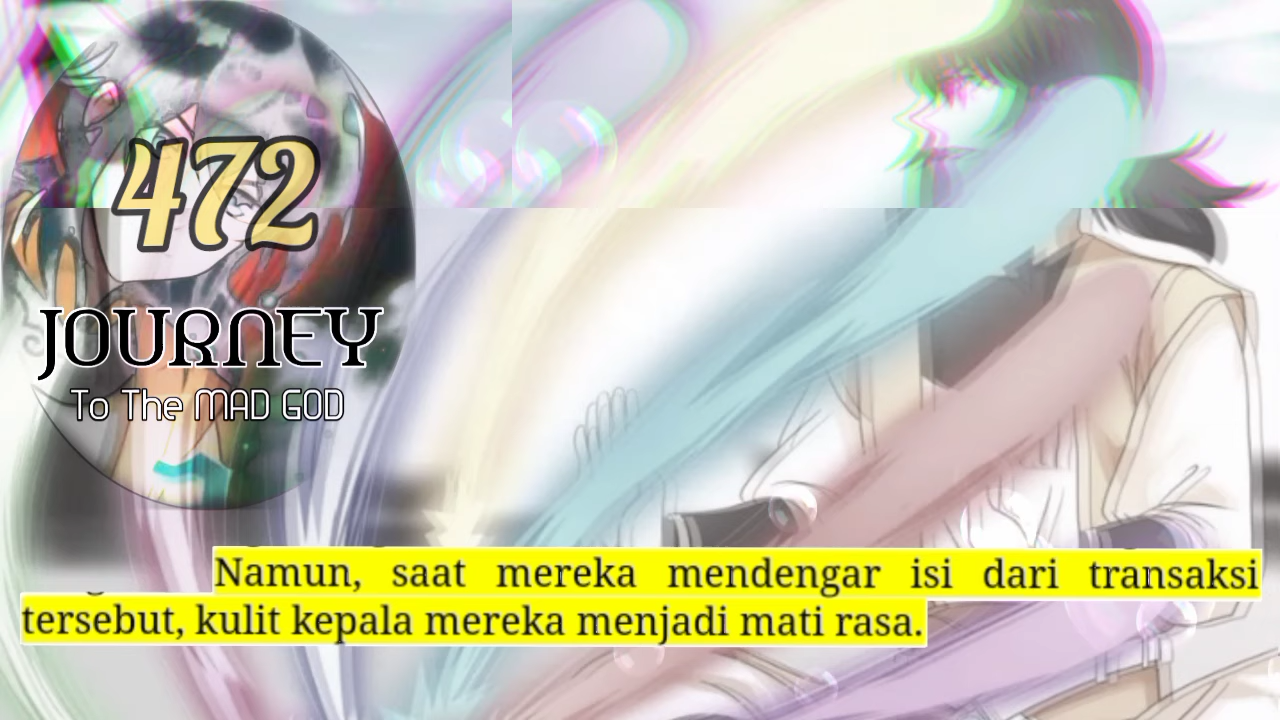 472
JOURNEY
To The MAD GOD
Namun, saat mereka mendengar isi dari transaksi
tersebut, kulit kepala mereka menjadi mati rasa.